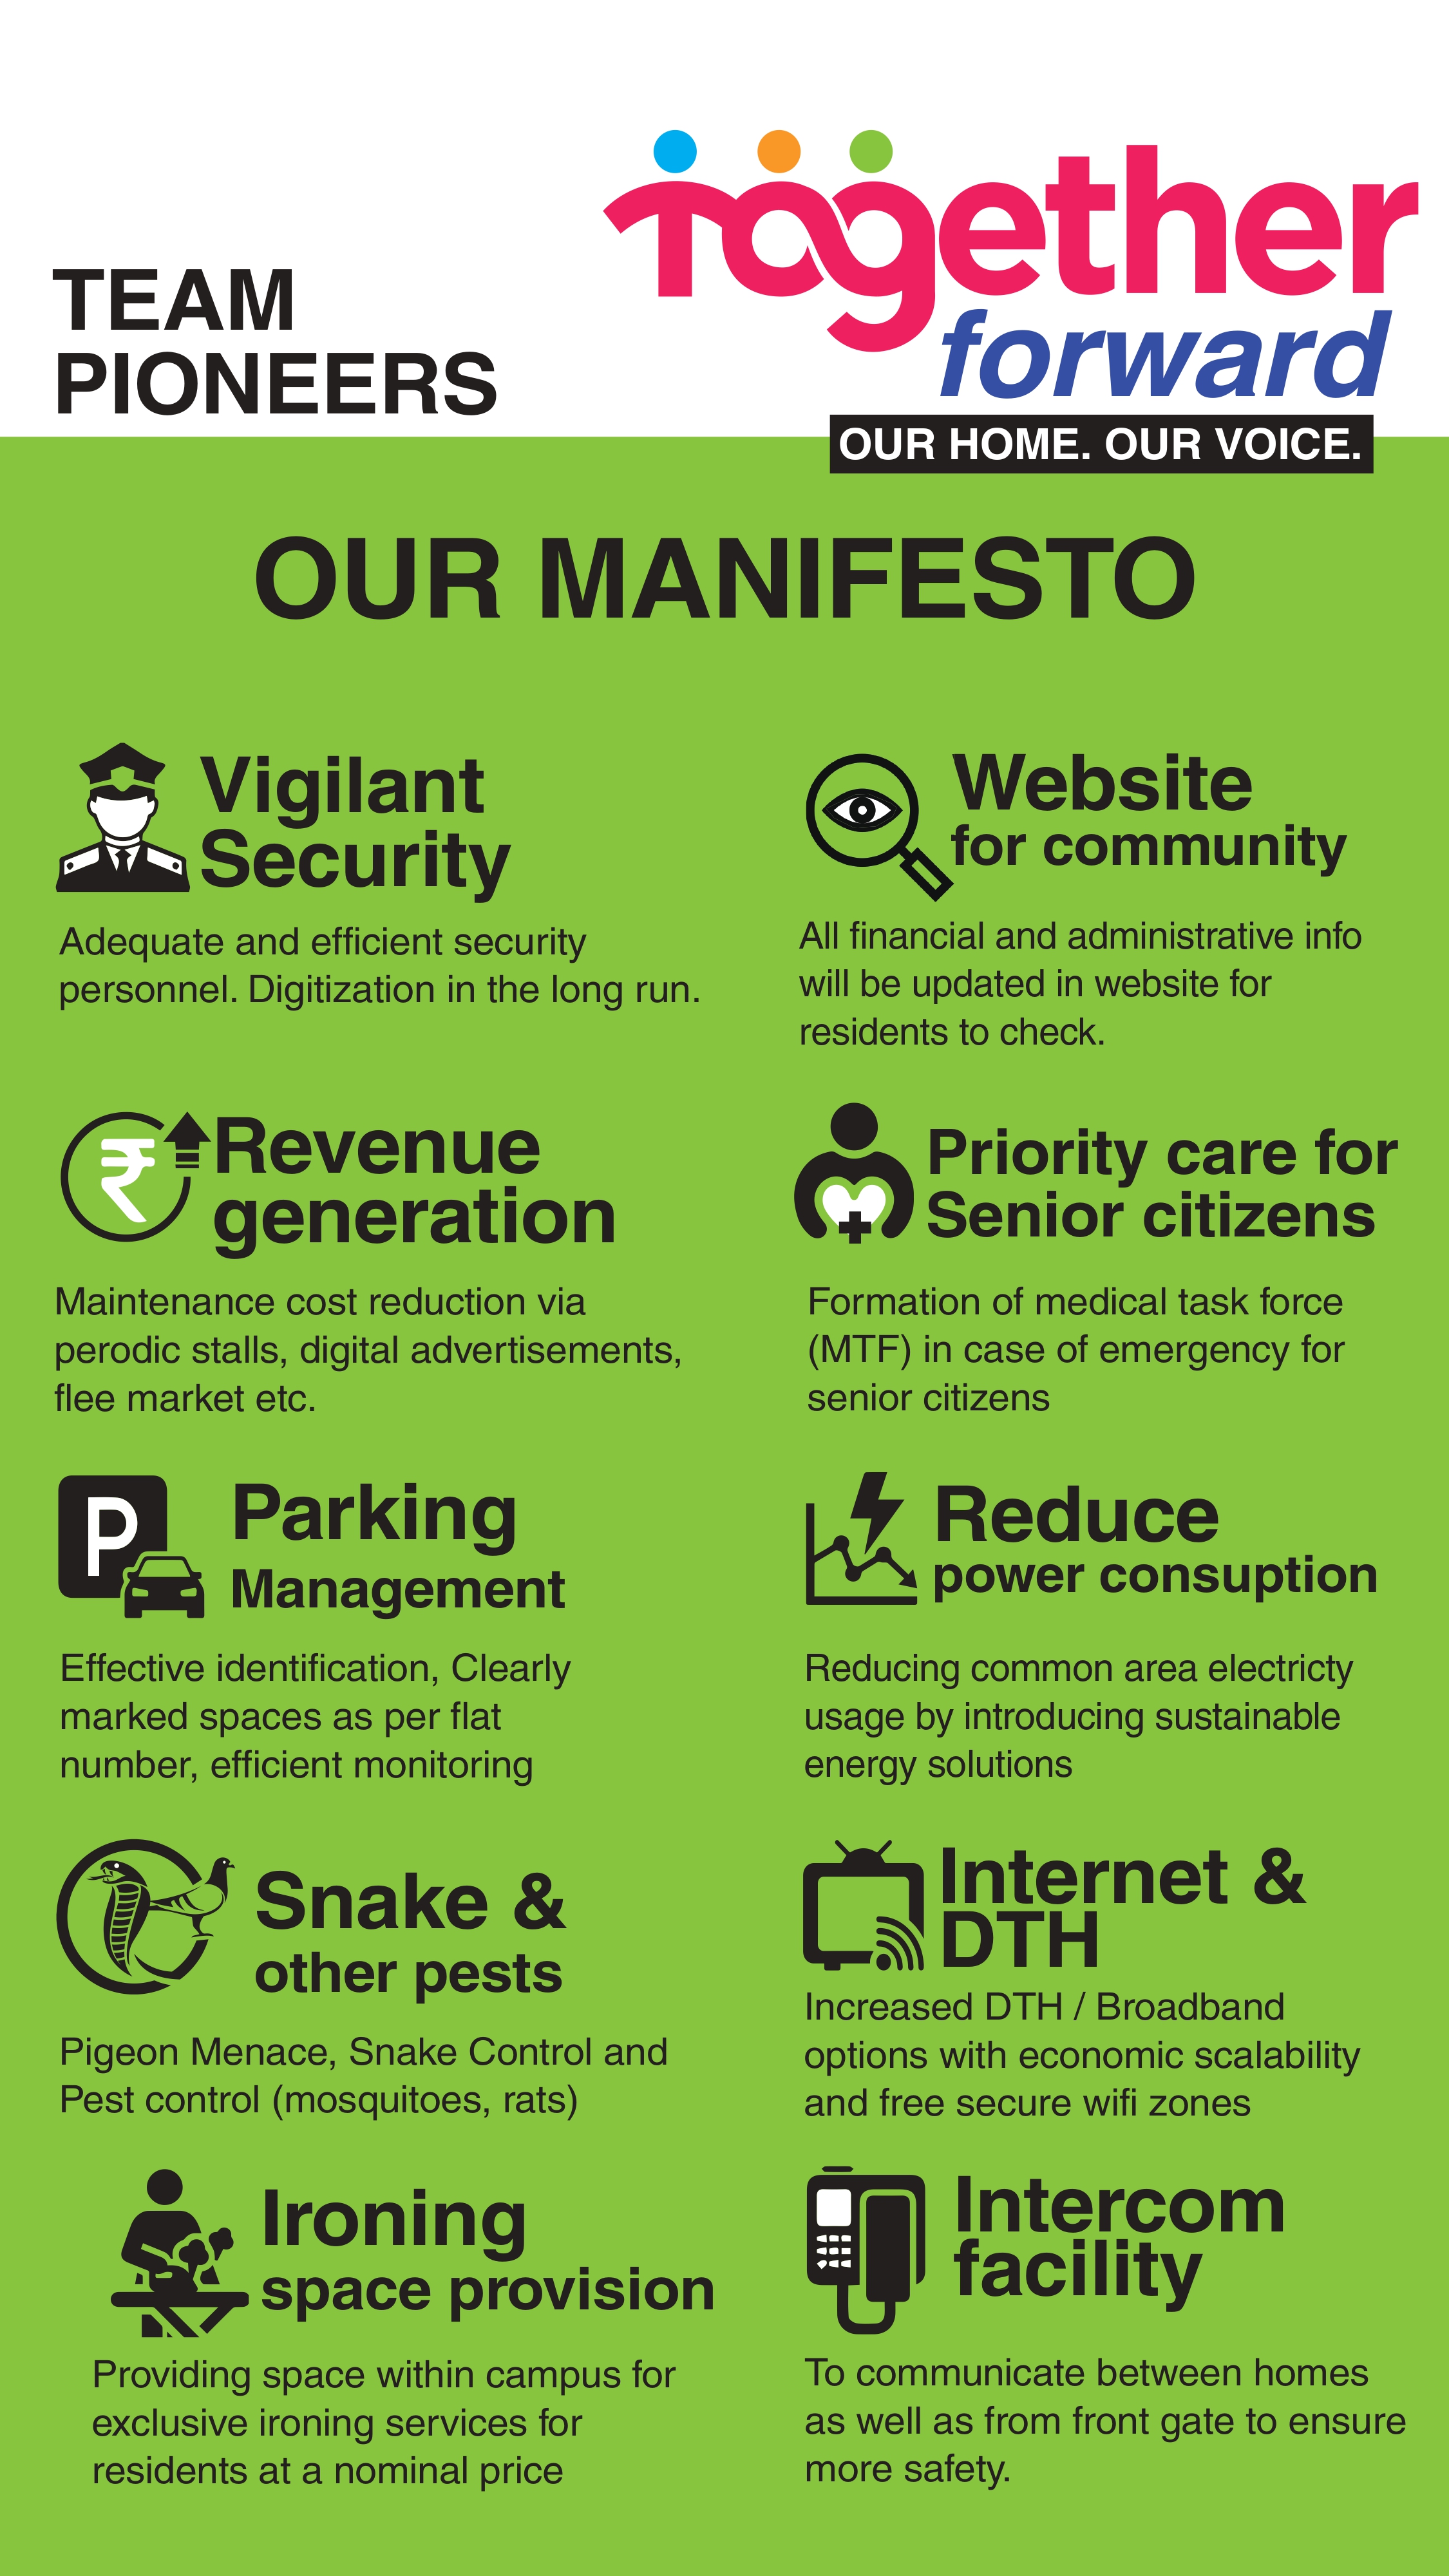 TEAM
PIONEERS
Together
forward
OUR HOME. OUR VOICE.
OUR MANIFESTO
Vigilant
Security
Adequate and efficient security
personnel. Digitization in the long run.
Website
for community
All financial and administrative info
will be updated in website for
residents to check.
₹
Revenue
generation
Maintenance cost reduction via
perodic stalls, digital advertisements,
flee market etc.
Priority care for
Senior citizens
Formation of medical task force
(MTF) in case of emergency for
senior citizens
P
Parking
Management
Effective identification, Clearly
marked spaces as per flat
number, efficient monitoring
Reduce
power consuption
Reducing common area electricty
usage by introducing sustainable
energy solutions
Snake &
other pests
Pigeon Menace, Snake Control and
Pest control (mosquitoes, rats)
Internet &
DTH
Increased DTH / Broadband
options with economic scalability
and free secure wifi zones
Ironing
space provision
Providing space within campus for
exclusive ironing services for
residents at a nominal price
Intercom
facility
To communicate between homes
as well as from front gate to ensure
more safety.